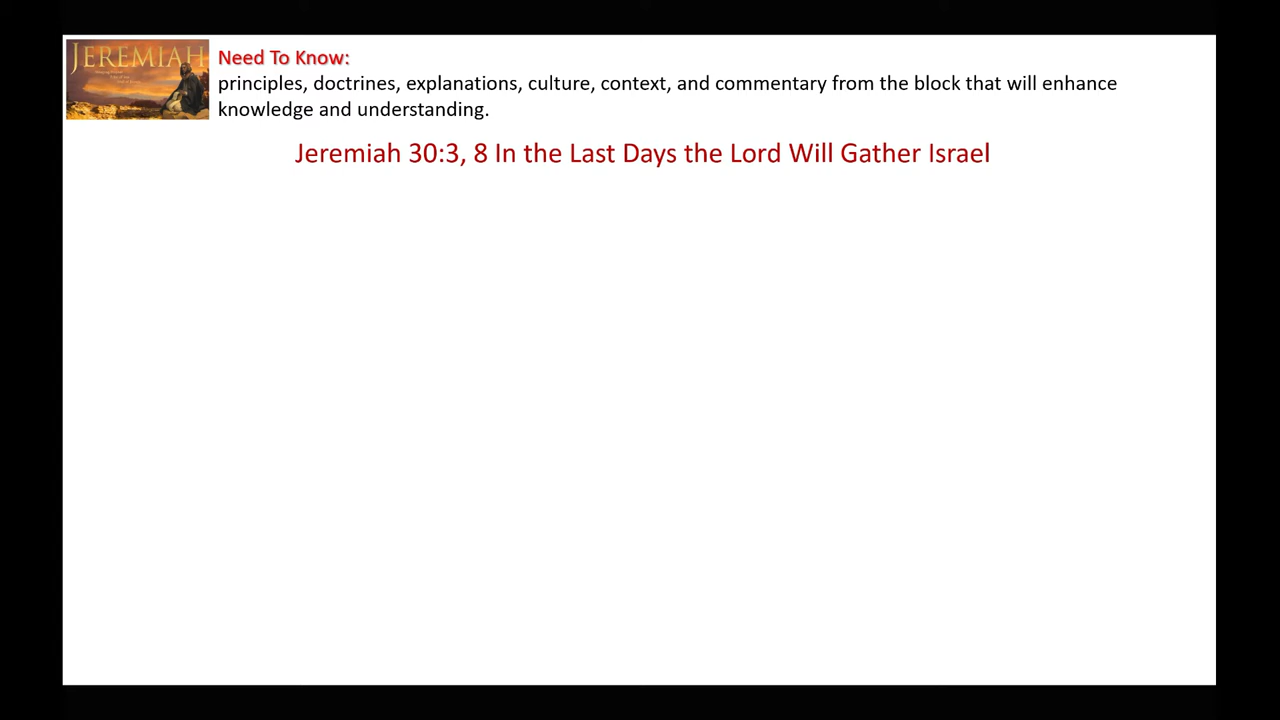 JEREMIAH
Need To Know:
principles, doctrines, explanations, culture, context, and commentary from the block that will enhance
knowledge and understanding.
Jeremiah 30:3, 8 In the Last Days the Lord Will Gather Israel